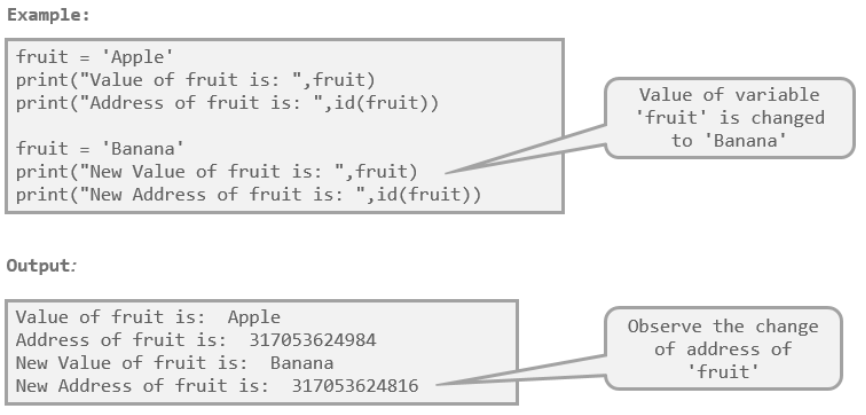 Example:
fruit = 'Apple'
print("Value of fruit is: ",fruit)
print("Address of fruit is: ",id(fruit))
fruit = 'Banana'
print("New Value of fruit is: ",fruit)
print("New Address of fruit is: ",id(fruit))
Value of variable
'fruit' is changed
to 'Banana'
Output:
Value of fruit is:  Apple
Address of fruit is:  317053624984
New Value of fruit is:  Banana
New Address of fruit is:  317053624816
Observe the change
of address of
'fruit'